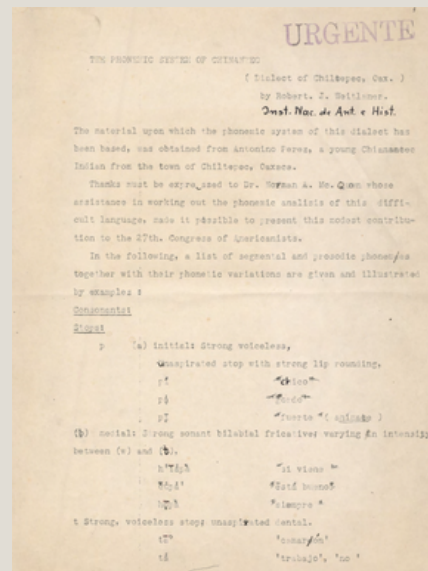 URGENTE
THE PHONEMIC SYSTEM OF CHINANTEC
( Dialect of Chiltepec, Oax. )
by Robert. J. Weitlaner.
Inst. Nac. de Ant. e Hist.
The material upon which the phonemic system of this dialect has
been based, was obtained from Antonino Perez, a young Chinantec
Indian from the town of Chiltepec, Oaxaca.
Thanks must be expressed to Dr. Norman A. Mc. Quon whose
assistance in working out the phonemic analisis of this diffi-
cult language, made it possible to present this modest contribu-
tion to the 27th. Congress of Americanists.
In the following, a list of segmental and prosodic phonemes
together with their phonetic variations are given and illustrated
by examples :
Consonants:
Stops:
p (a) initial: Strong voiceless,
unaspirated stop with strong lip rounding.
"chico"
"gordo"
"fuerte" ( animado )
(b) medial: Strong sonant bilabial fricative; varying in intensity
between (v) and (b).
"si viene"
"Está bueno"
"siempre"
t Strong, voiceless stop; unaspirated dental.
"camarón"
'trabajo', 'no'